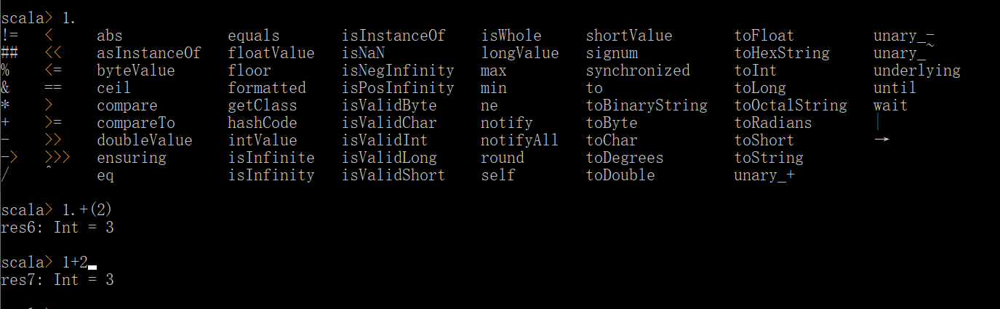 scala> 1.
!= < abs equals isInstanceOf isWhole shortValue toFloat unary_-
## << asInstanceOf floatValue isNaN longValue signum toHexString unary_~
% <= byteValue floor isNegInfinity max synchronized toInt underlying
& == ceil formatted isPosInfinity min to toLong until
* > compare getClass isValidByte ne toBinaryString toOctalString wait
+ >= compareTo hashCode isValidChar notify toByte toRadians |
- >> doubleValue intValue isValidInt notifyAll toChar toShort →
-> >>> ensuring isInfinite isValidLong round toDegrees toString
/ ^ eq isInfinity isValidShort self toDouble unary_+
scala> 1.+(2)
res6: Int = 3
scala> 1+2
res7: Int = 3